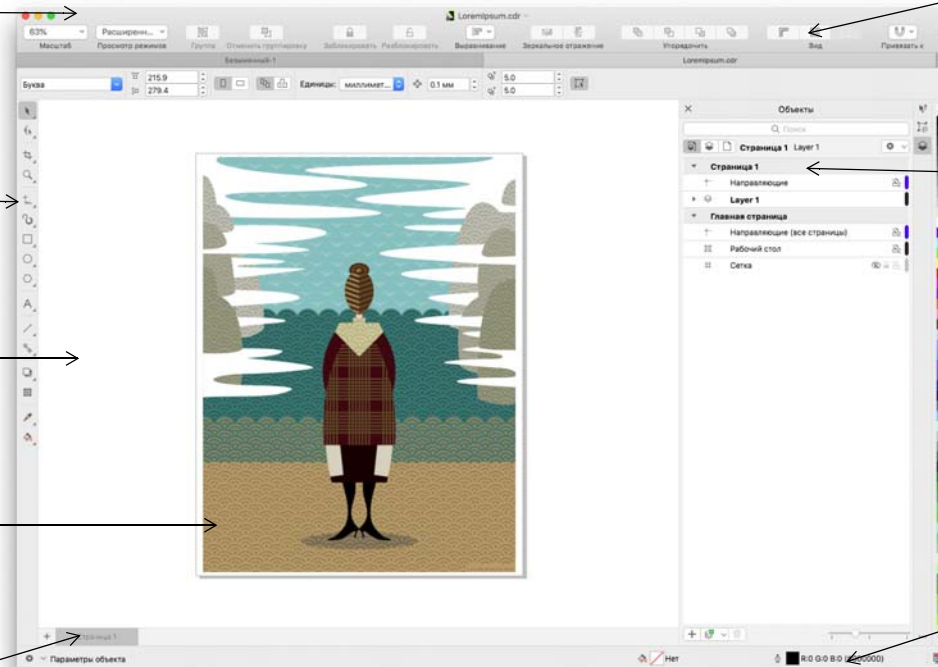 LoremIpsum.cdr
63%
Расширенн...
Масштаб
Просмотр режимов
Группа
Отменить группировку
Заблокировать
Разблокировать
Выравнивание
Зеркальное отражение
Упорядочить
Вид
Привязать к
Безымянный-1
LoremIpsum.cdr
Буква
215.9
279.4
Единицы:
миллимет...
0.1 мм
5.0
5.0
Объекты
Поиск
Страница 1 Layer 1
Страница 1
Направляющие
Layer 1
Главная страница
Направляющие (все страницы)
Рабочий стол
Сетка
Страница 1
Параметры объекта
Нет
R:0 G:0 B:0